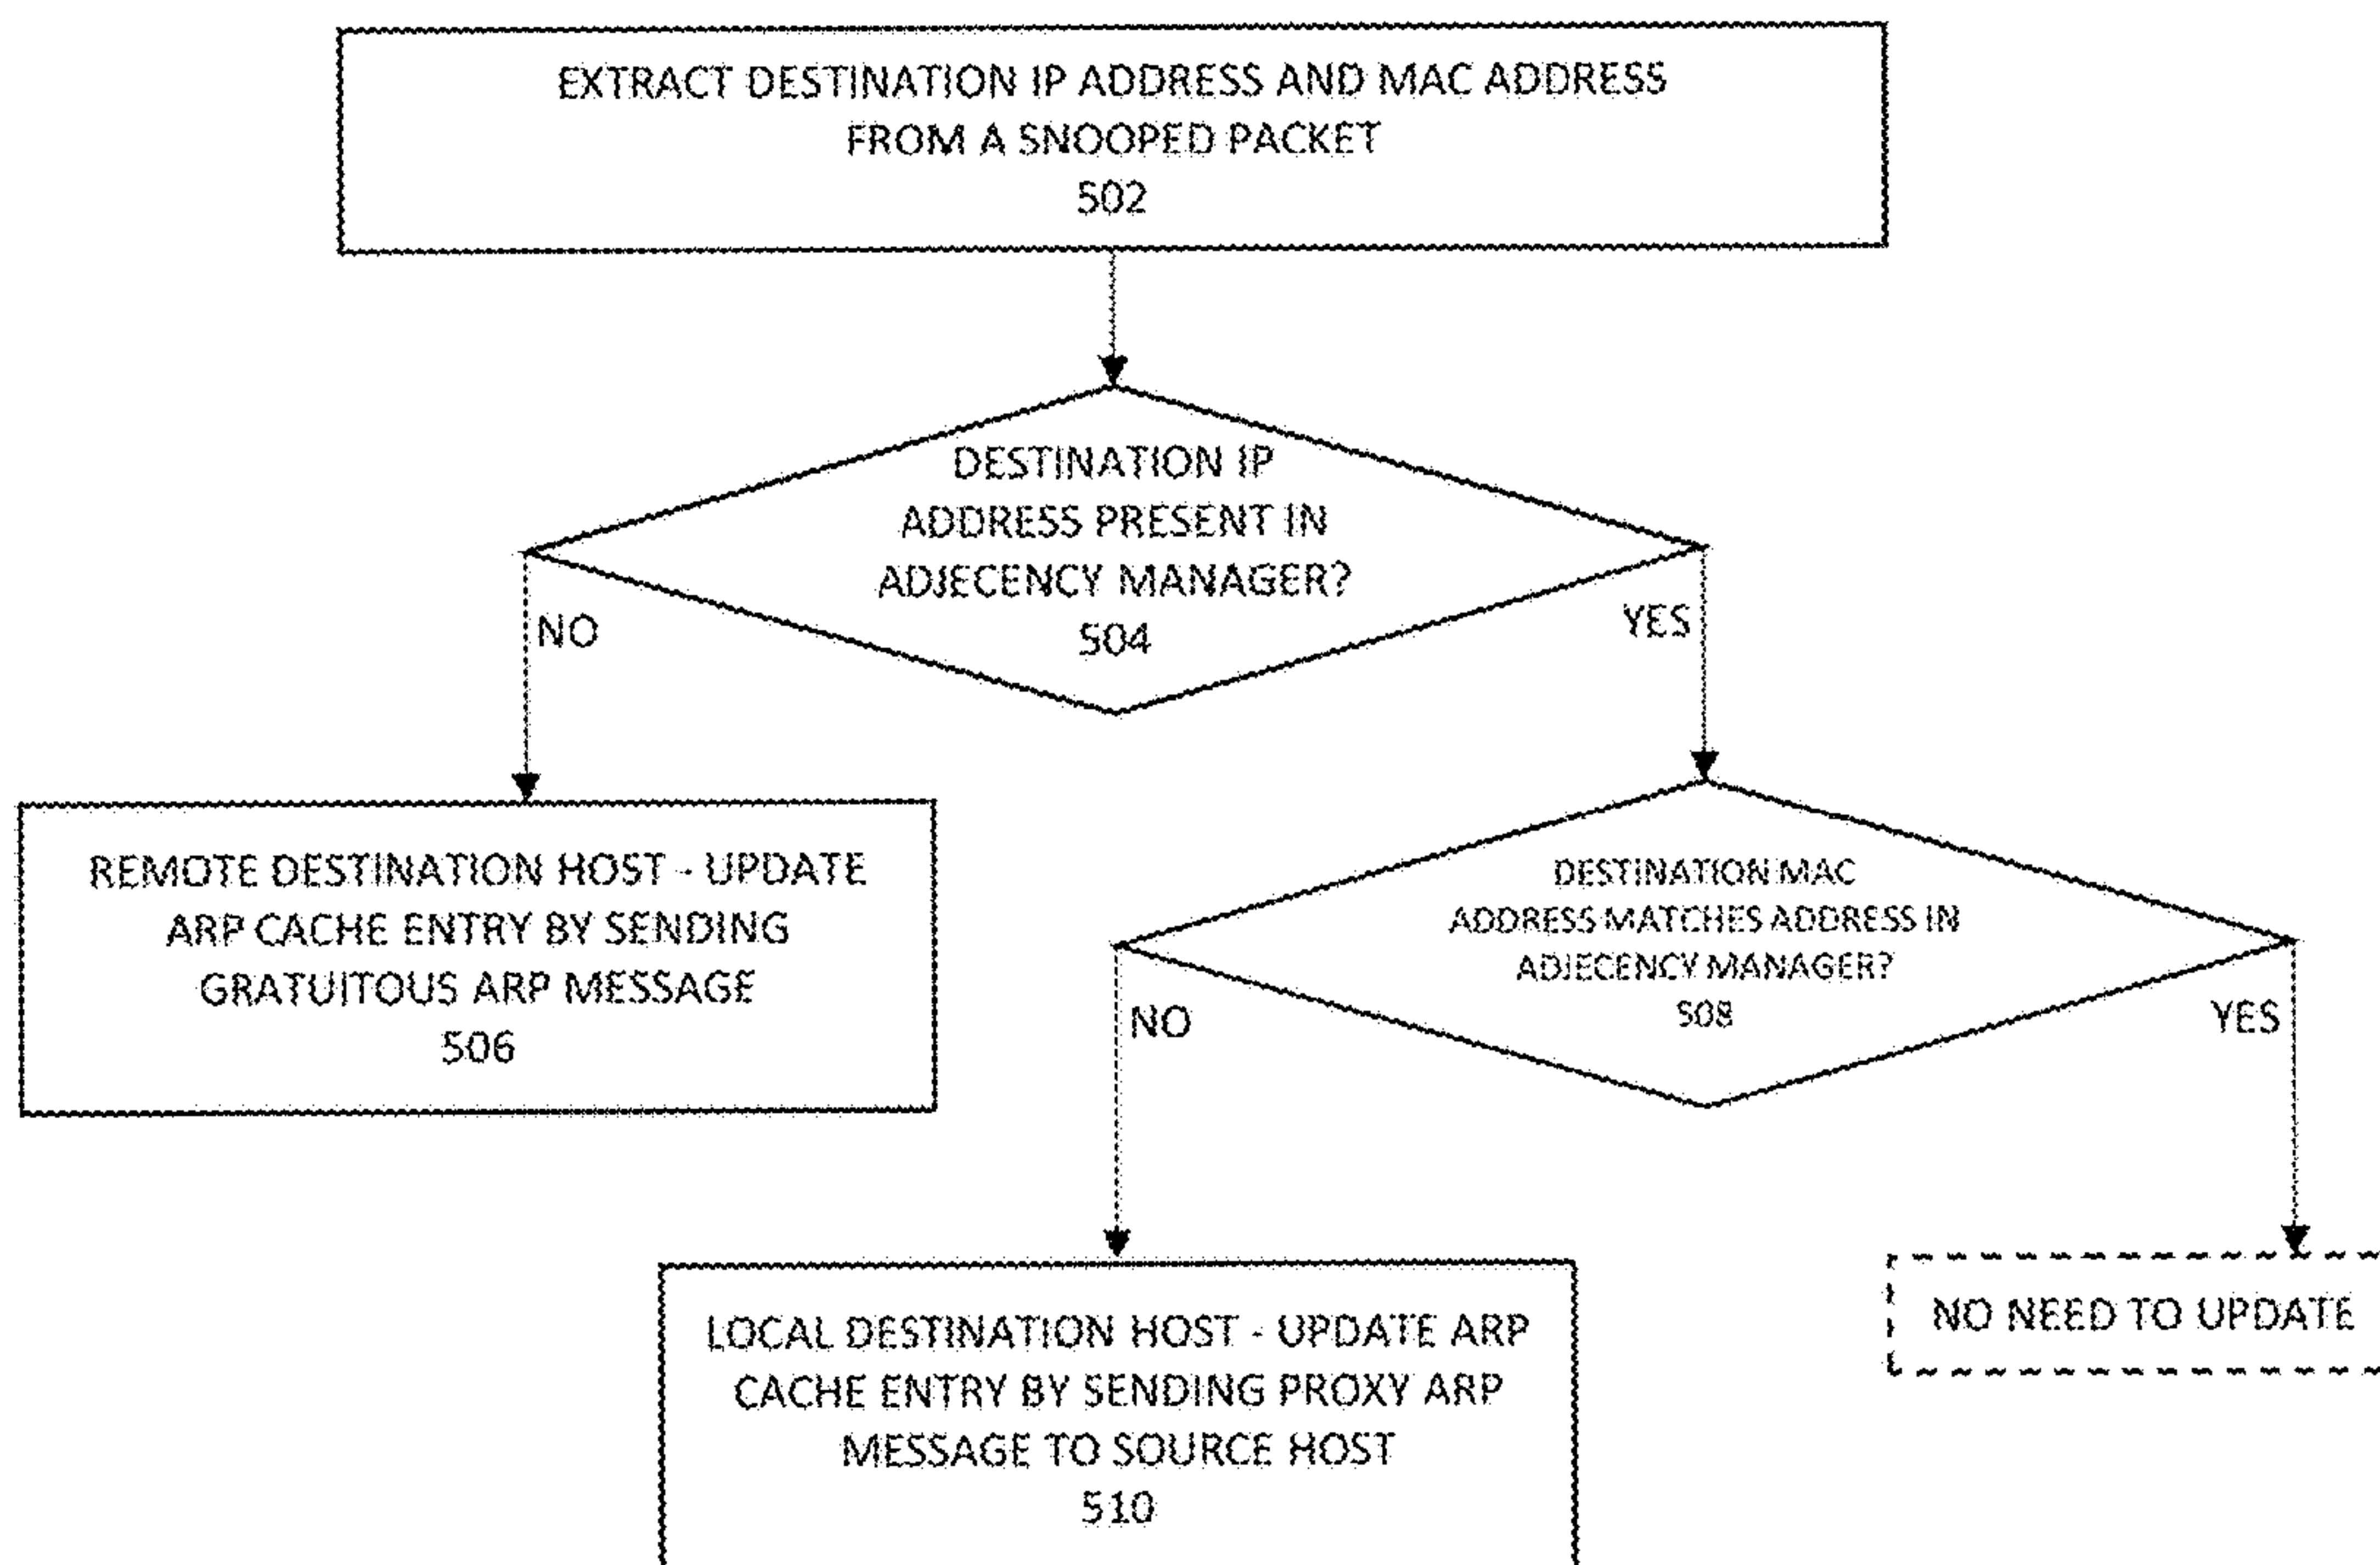 EXTRACT DESTINATION IP ADDRESS AND MAC ADDRESS
FROM A SNOOPED PACKET
502
DESTINATION IP
ADDRESS PRESENT IN
ADJECENCY MANAGER?
504
NO
YES
REMOTE DESTINATION HOST - UPDATE
ARP CACHE ENTRY BY SENDING
GRATUITOUS ARP MESSAGE
506
DESTINATION MAC
ADDRESS MATCHES ADDRESS IN
ADJECENCY MANAGER?
508
NO
YES
LOCAL DESTINATION HOST - UPDATE ARP
CACHE ENTRY BY SENDING PROXY ARP
MESSAGE TO SOURCE HOST
510
NO NEED TO UPDATE